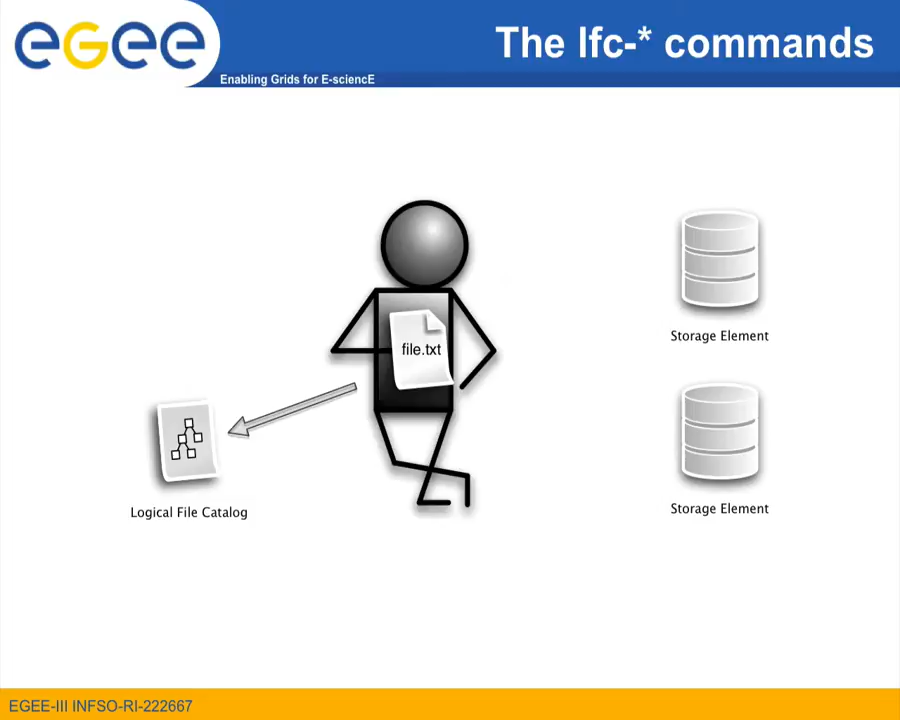 egee
The lfc-* commands
Enabling Grids for E-sciencE
file.txt
Storage Element
Logical File Catalog
Storage Element
EGEE-III INFSO-RI-222667